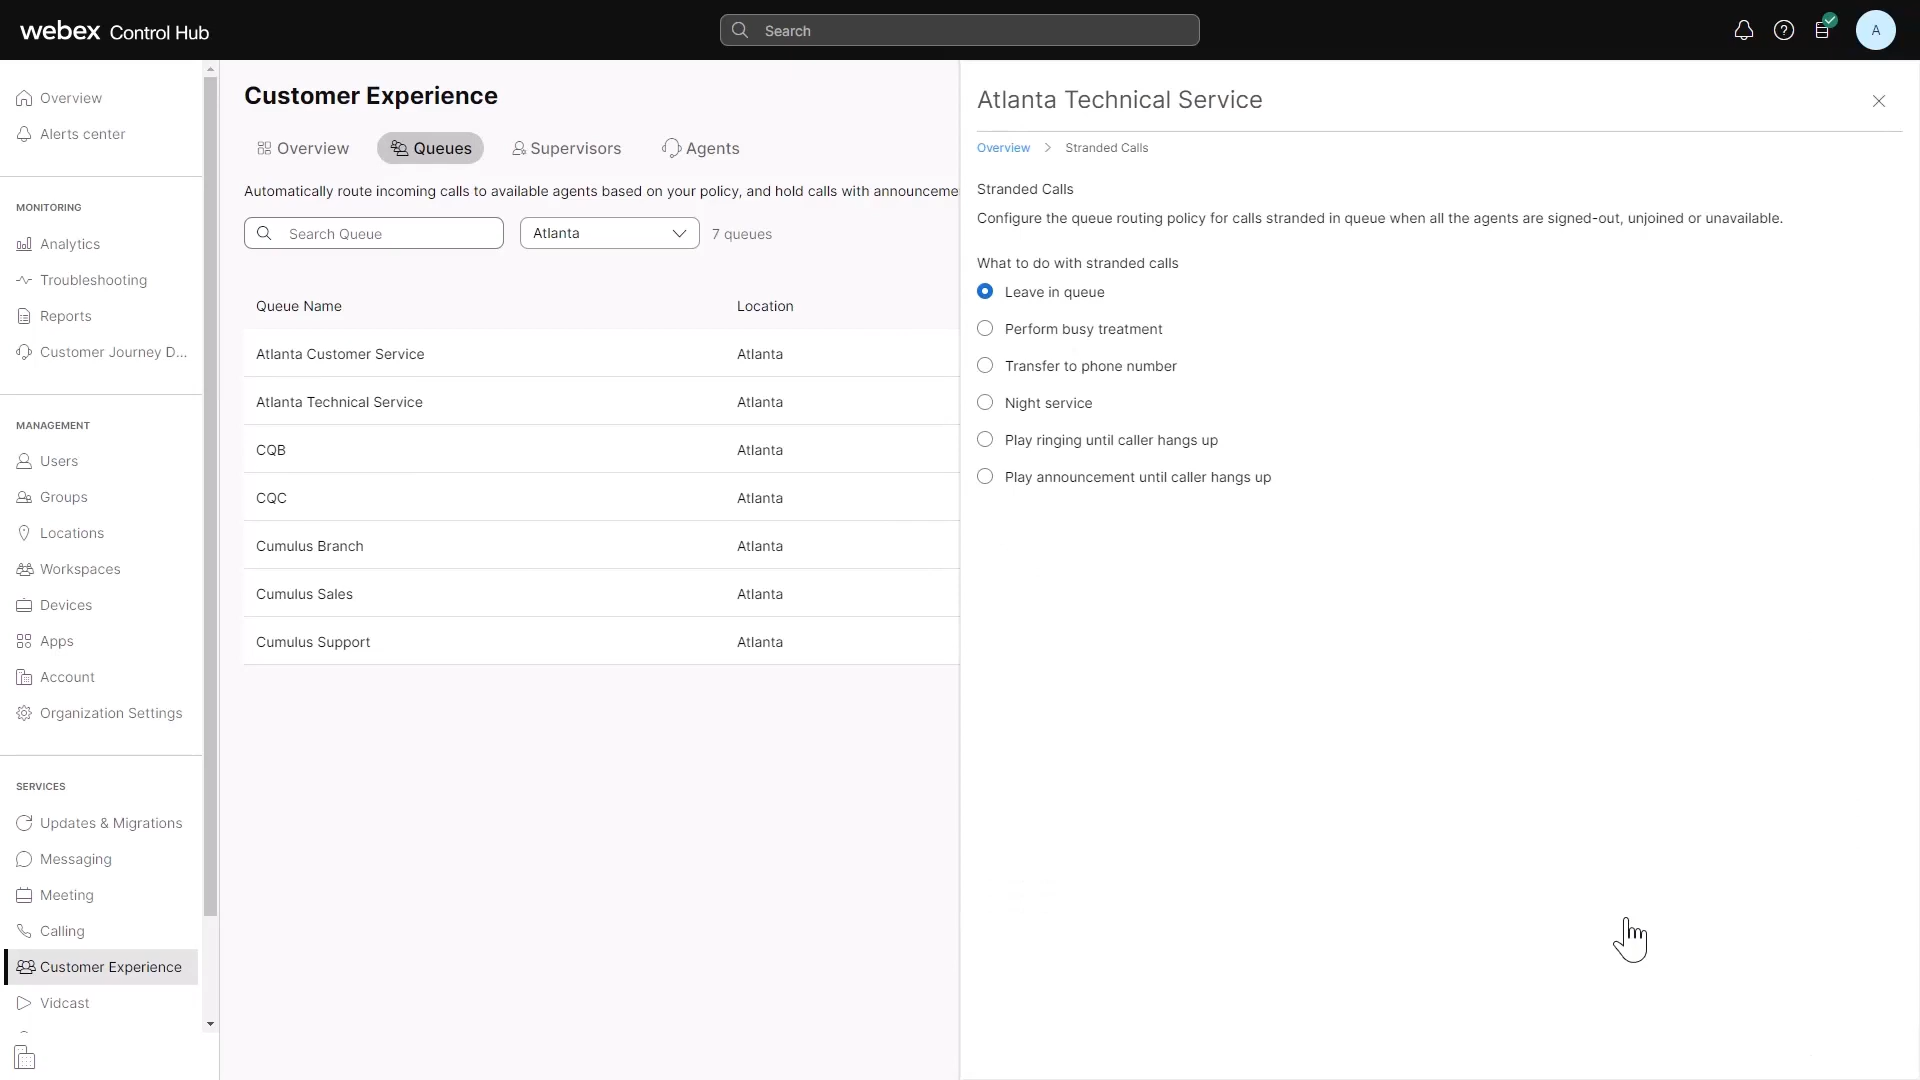 webex Control Hub
Search
A
Overview
Alerts center
MONITORING
Analytics
Troubleshooting
Reports
Customer Journey D...
MANAGEMENT
Users
Groups
Locations
Workspaces
Devices
Apps
Account
Organization Settings
SERVICES
Updates & Migrations
Messaging
Meeting
Calling
Customer Experience
Vidcast
Customer Experience
Overview Queues Supervisors Agents
Automatically route incoming calls to available agents based on your policy, and hold calls with announceme
Search Queue Atlanta 7 queues
Queue Name Location
Atlanta Customer Service Atlanta
Atlanta Technical Service Atlanta
CQB Atlanta
CQC Atlanta
Cumulus Branch Atlanta
Cumulus Sales Atlanta
Cumulus Support Atlanta
Atlanta Technical Service
Overview > Stranded Calls
Stranded Calls
Configure the queue routing policy for calls stranded in queue when all the agents are signed-out, unjoined or unavailable.
What to do with stranded calls
Leave in queue
Perform busy treatment
Transfer to phone number
Night service
Play ringing until caller hangs up
Play announcement until caller hangs up